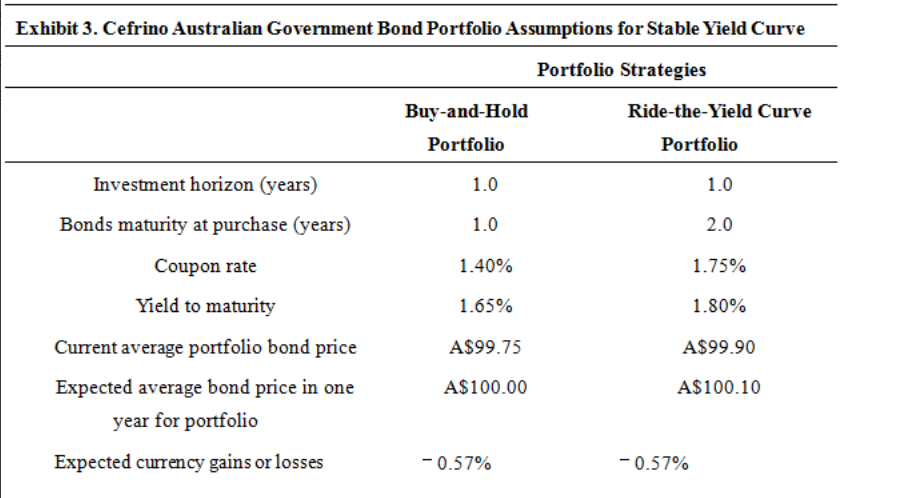 Exhibit 3. Cefrino Australian Government Bond Portfolio Assumptions for Stable Yield Curve
Portfolio Strategies
Buy-and-Hold Ride-the-Yield Curve
Portfolio Portfolio
Investment horizon (years) 1.0 1.0
Bonds maturity at purchase (years) 1.0 2.0
Coupon rate 1.40% 1.75%
Yield to maturity 1.65% 1.80%
Current average portfolio bond price A$99.75 A$99.90
Expected average bond price in one A$100.00 A$100.10
year for portfolio
Expected currency gains or losses −0.57% −0.57%